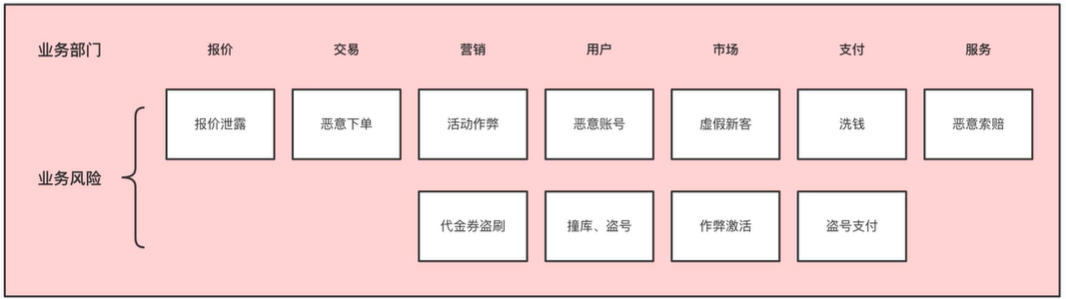 业务部门 报价 交易 营销 用户 市场 支付 服务
报价泄露 恶意下单 活动作弊 恶意账号 虚假新客 洗钱 恶意索赔
业务风险
代金券盗刷 撞库、盗号 作弊激活 盗号支付